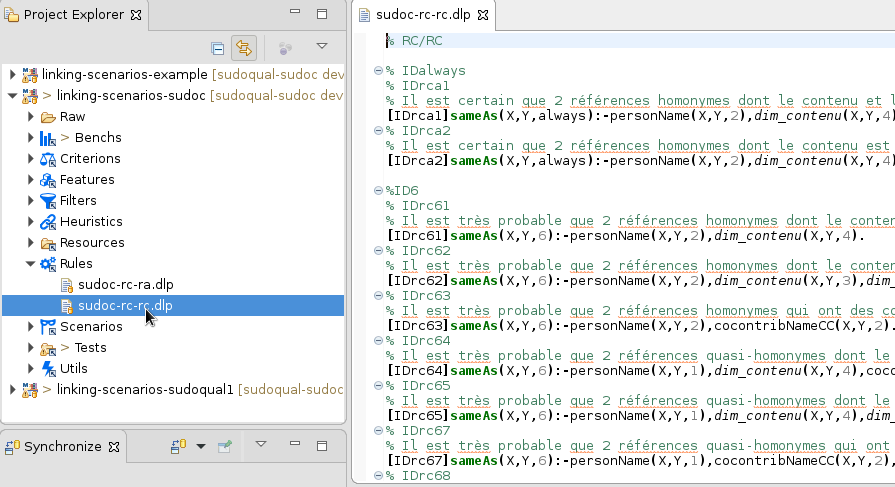 Project Explorer
linking-scenarios-example [sudoqual-sudoc dev
> linking-scenarios-sudoc [sudoqual-sudoc dev
Raw
> Benchs
Criterions
Features
Filters
Heuristics
Resources
Rules
sudoc-rc-ra.dlp
sudoc-rc-rc.dlp
Scenarios
> Tests
Utils
> linking-scenarios-sudoqual1 [sudoqual-sudoc
Synchronize
sudoc-rc-rc.dlp
% RC/RC
% IDalways
% IDrca1
% Il est certain que 2 références homonymes dont le contenu et l
[IDrca1]sameAs(X,Y,always):-personName(X,Y,2),dim_contenu(X,Y,4)
% IDrca2
% Il est certain que 2 références homonymes dont le contenu est
[IDrca2]sameAs(X,Y,always):-personName(X,Y,2),dim_contenu(X,Y,4)
%ID6
% IDrc61
% Il est très probable que 2 références homonymes dont le conten
[IDrc61]sameAs(X,Y,6):-personName(X,Y,2),dim_contenu(X,Y,4).
% IDrc62
% Il est très probable que 2 références homonymes dont le conten
[IDrc62]sameAs(X,Y,6):-personName(X,Y,2),dim_contenu(X,Y,3),dim_
% IDrc63
% Il est très probable que 2 références homonymes qui ont des co
[IDrc63]sameAs(X,Y,6):-personName(X,Y,2),cocontribNameCC(X,Y,2).
% IDrc64
% Il est très probable que 2 références quasi-homonymes dont le
[IDrc64]sameAs(X,Y,6):-personName(X,Y,1),dim_contenu(X,Y,4),coco
% IDrc65
% Il est très probable que 2 références quasi-homonymes dont le
[IDrc65]sameAs(X,Y,6):-personName(X,Y,1),dim_contenu(X,Y,4),dim_
% IDrc67
% Il est très probable que 2 références quasi-homonymes qui ont
[IDrc67]sameAs(X,Y,6):-personName(X,Y,1),cocontribNameCC(X,Y,2),
% IDrc68